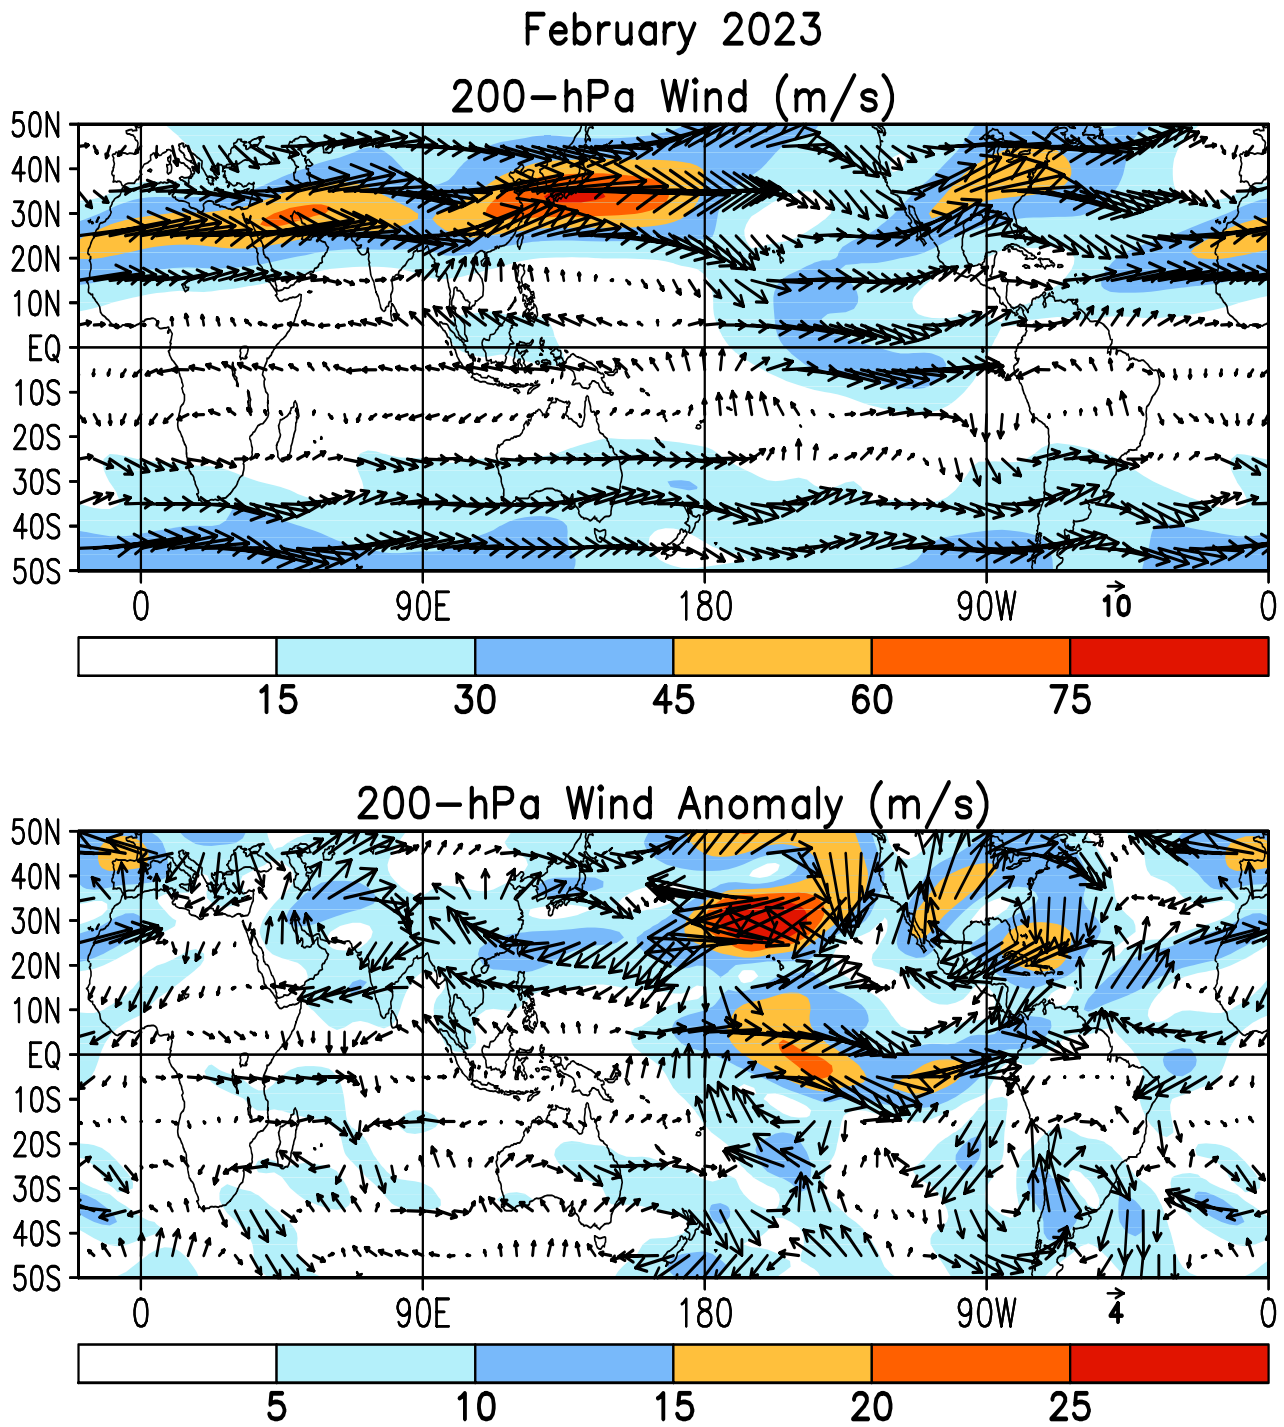 February 2023
200-hPa Wind (m/s)
50N
40N
30N
20N
10N
EQ
10S
20S
30S
40S
50S
0 90E 180 90W 10 0
15 30 45 60 75
200-hPa Wind Anomaly (m/s)
50N
40N
30N
20N
10N
EQ
10S
20S
30S
40S
50S
0 90E 180 90W 4 0
5 10 15 20 25